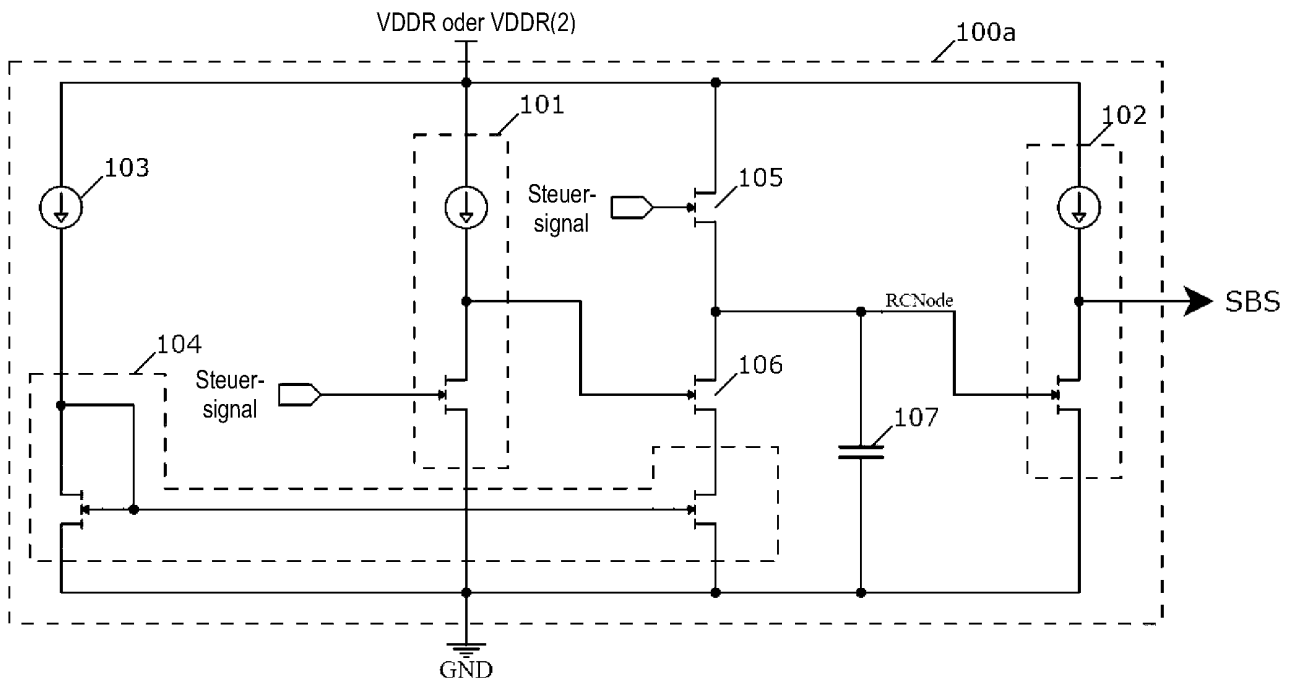 VDDR oder VDDR(2)
100a
101
102
103
Steuer-
signal
105
RCNode
SBS
104
Steuer-
signal
106
107
GND